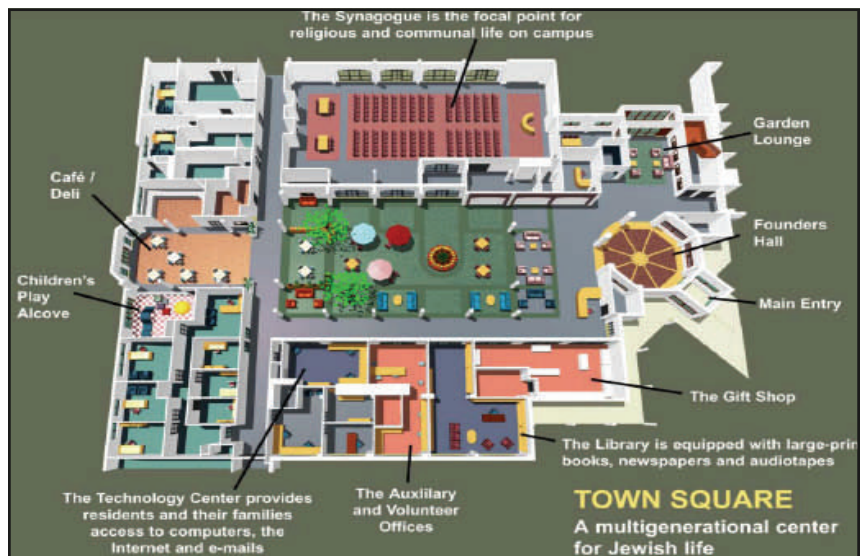 The Synagogue is the focal point for
religious and communal life on campus
Garden
Lounge
Café /
Deli
Founders
Hall
Children's
Play
Alcove
Main Entry
The Gift Shop
The Library is equipped with large-prin
books, newspapers and audiotapes
The Technology Center provides
residents and their families
access to computers, the
Internet and e-mails
The Auxlilary
and Volunteer
Offices
TOWN SQUARE
A multigenerational center
for Jewish life